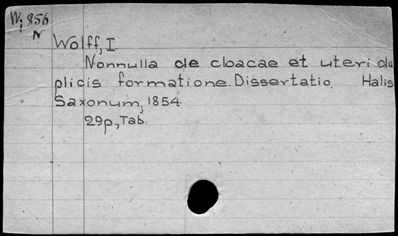 W; 856
N
Wolff, I
Nonnulla de cloacae et uteri du
plicis formatione. Dissertatio. Halis
Saxonum, 1854
29p., Tab.